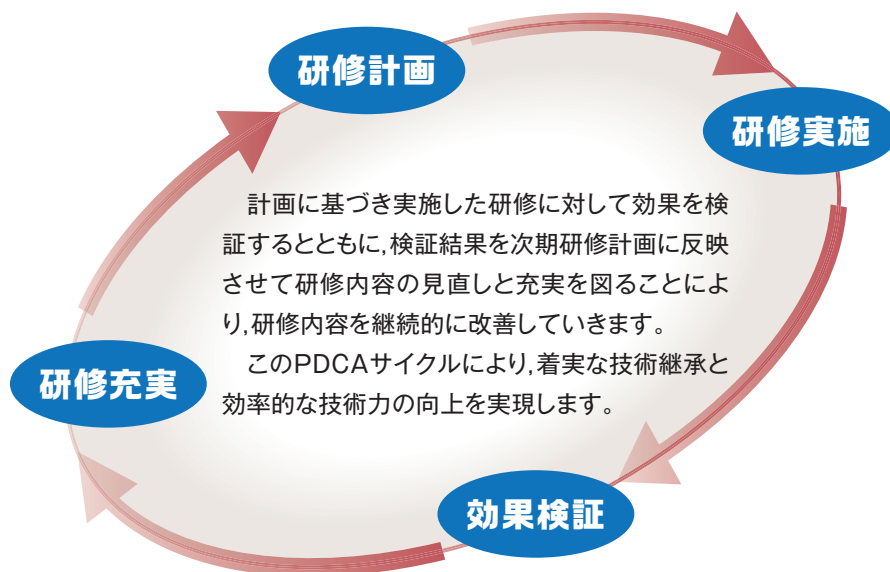 研修計画
研修実施
　計画に基づき実施した研修に対して効果を検
証するとともに,検証結果を次期研修計画に反映
させて研修内容の見直しと充実を図ることによ
り,研修内容を継続的に改善していきます。
　このPDCAサイクルにより,着実な技術継承と
効率的な技術力の向上を実現します。
研修充実
効果検証